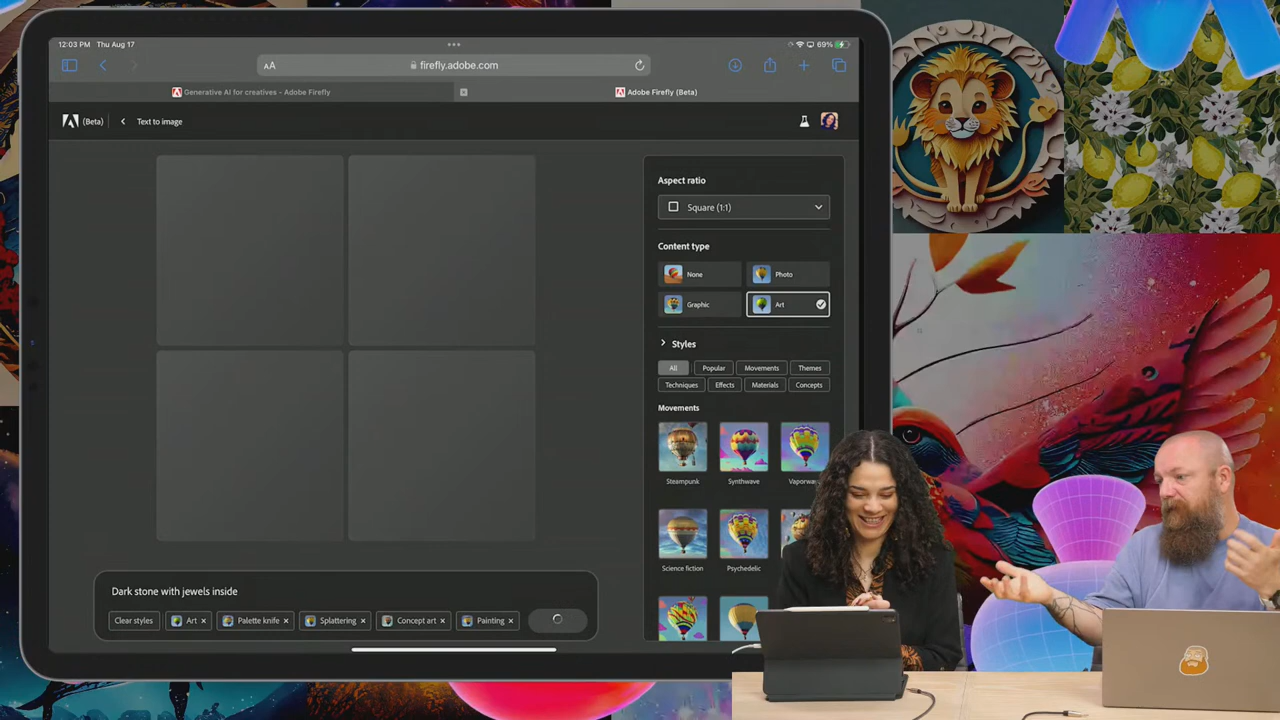 12:03 PM Thu Aug 17
69%
AA
firefly.adobe.com
Generative AI for creatives - Adobe Firefly
Adobe Firefly (Beta)
(Beta)
Text to image
Aspect ratio
Square (1:1)
Content type
None
Photo
Graphic
Art
Styles
All
Popular
Movements
Themes
Techniques
Effects
Materials
Concepts
Movements
Steampunk
Synthwave
Science fiction
Psychedelic
Dark stone with jewels inside
Clear styles
Art
Palette knife
Splattering
Concept art
Painting